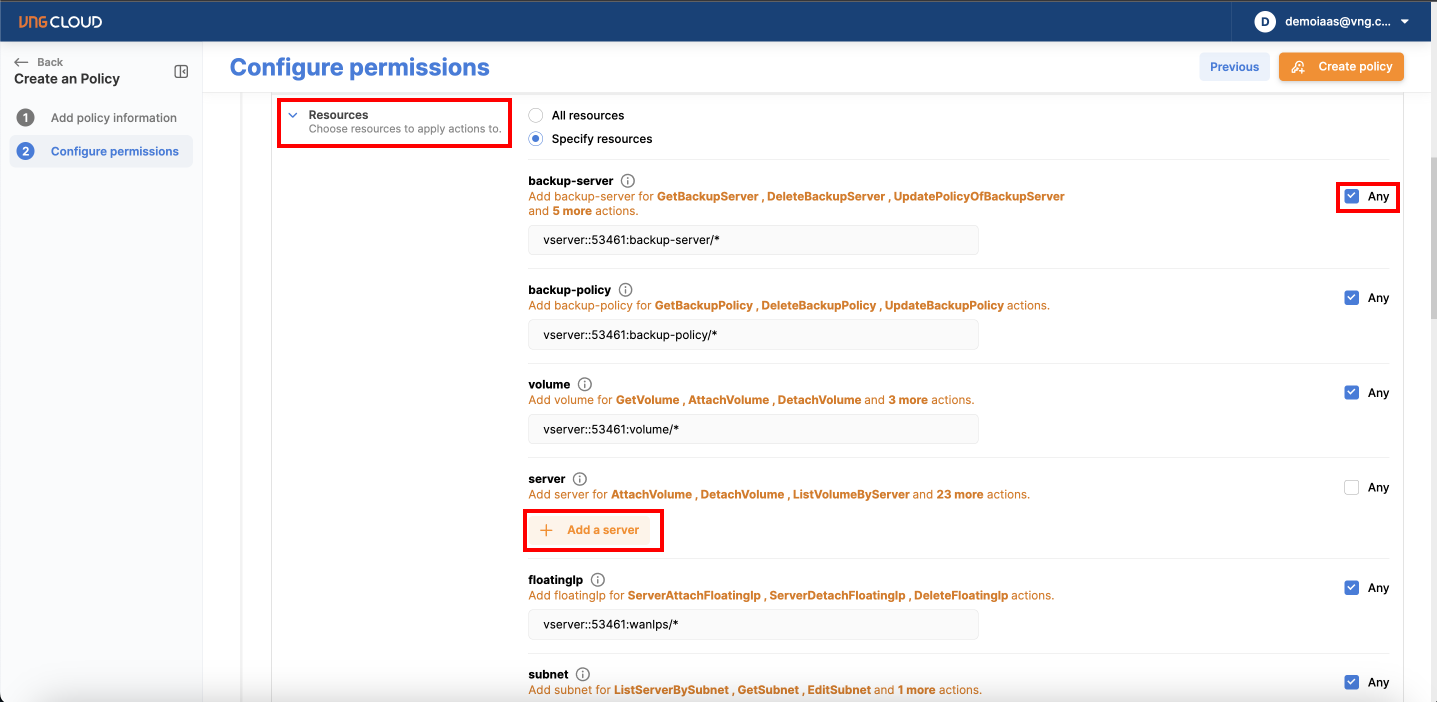 VNG CLOUD
D demoiaas@vng.c...
Back
Create an Policy
1 Add policy information
2 Configure permissions
Configure permissions
Previous
Create policy
Resources
Choose resources to apply actions to.
All resources
Specify resources
backup-server
Add backup-server for GetBackupServer , DeleteBackupServer , UpdatePolicyOfBackupServer
and 5 more actions.
Any
vserver::53461:backup-server/*
backup-policy
Add backup-policy for GetBackupPolicy , DeleteBackupPolicy , UpdateBackupPolicy actions.
Any
vserver::53461:backup-policy/*
volume
Add volume for GetVolume , AttachVolume , DetachVolume and 3 more actions.
Any
vserver::53461:volume/*
server
Add server for AttachVolume , DetachVolume , ListVolumeByServer and 23 more actions.
Any
Add a server
floatingIp
Add floatingIp for ServerAttachFloatingIp , ServerDetachFloatingIp , DeleteFloatingIp actions.
Any
vserver::53461:wanIps/*
subnet
Add subnet for ListServerBySubnet , GetSubnet , EditSubnet and 1 more actions.
Any